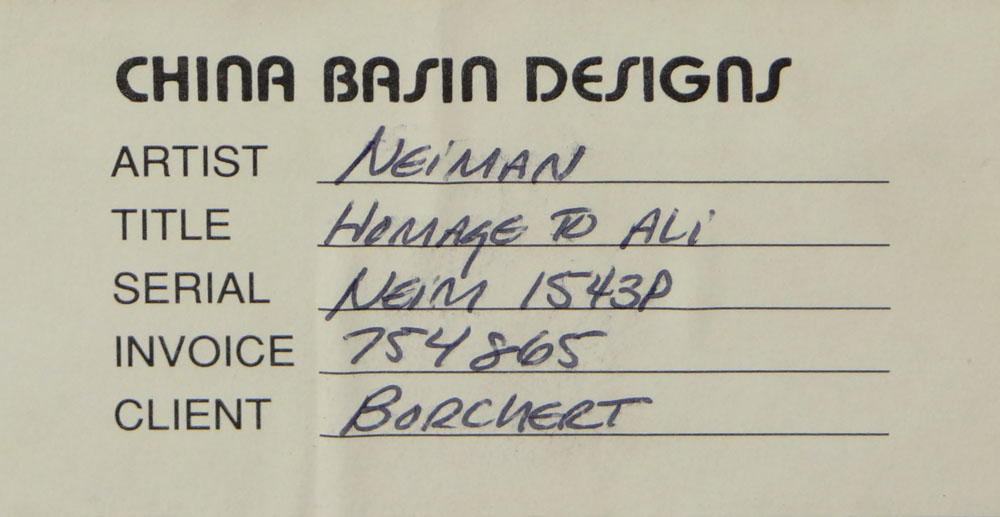 CHINA BASIN DESIGNS
ARTIST NEIMAN
TITLE HOMAGE TO ALI
SERIAL NEIM 1543P
INVOICE 754865
CLIENT BORCHERT